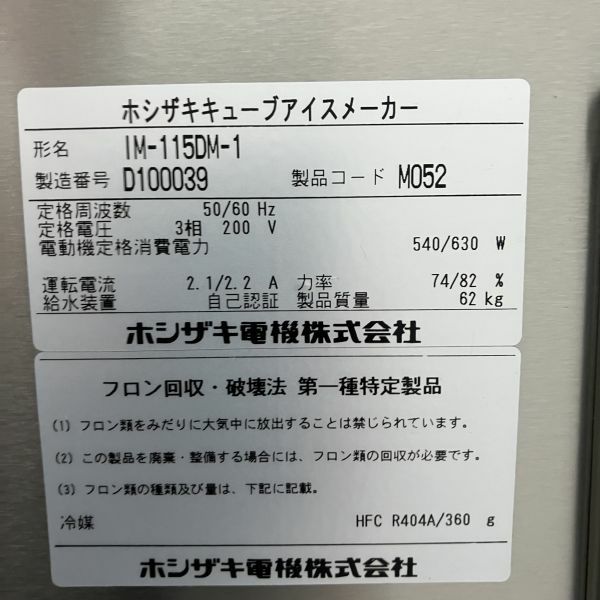 ホシザキキューブアイスメーカー
形名 IM-115DM-1
製造番号 D100039 製品コード M052
定格周波数 50/60 Hz
定格電圧 3相 200 V
電動機定格消費電力 540/630 W
運転電流 2.1/2.2 A 力率 74/82 %
給水装置 自己認証 製品質量 62 kg
ホシザキ電機株式会社
フロン回収・破壊法 第一種特定製品
(1) フロン類をみだりに大気中に放出することは禁じられています。
(2) この製品を廃棄・整備する場合には、フロン類の回収が必要です。
(3) フロン類の種類及び量は、下記に記載。
冷媒 HFC R404A/360 g
ホシザキ電機株式会社